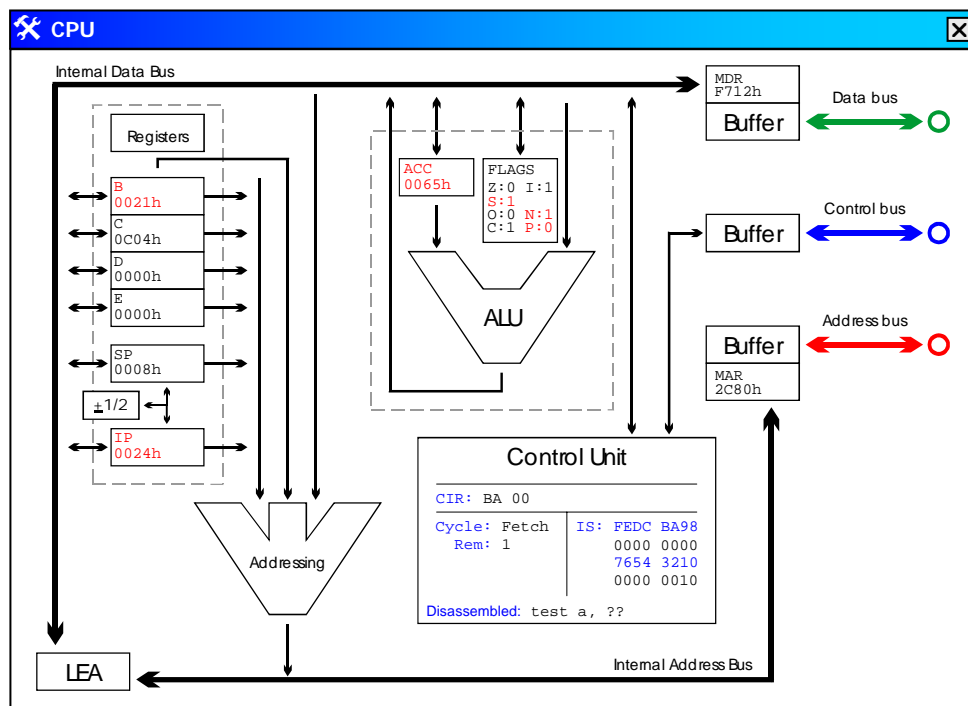 CPU
Internal Data Bus
MDR
F712h
Buffer
Data bus
Registers
B
0021h
C
0C04h
D
0000h
E
0000h
SP
0008h
±1/2
IP
0024h
ACC
0065h
FLAGS
Z:0 I:1
S:1
O:0 N:1
C:1 P:0
ALU
Buffer
Control bus
Buffer
Address bus
MAR
2C80h
Control Unit
CIR: BA 00
Cycle: Fetch
Rem: 1
IS: FEDC BA98
0000 0000
7654 3210
0000 0010
Disassembled: test a, ??
Addressing
LEA
Internal Address Bus